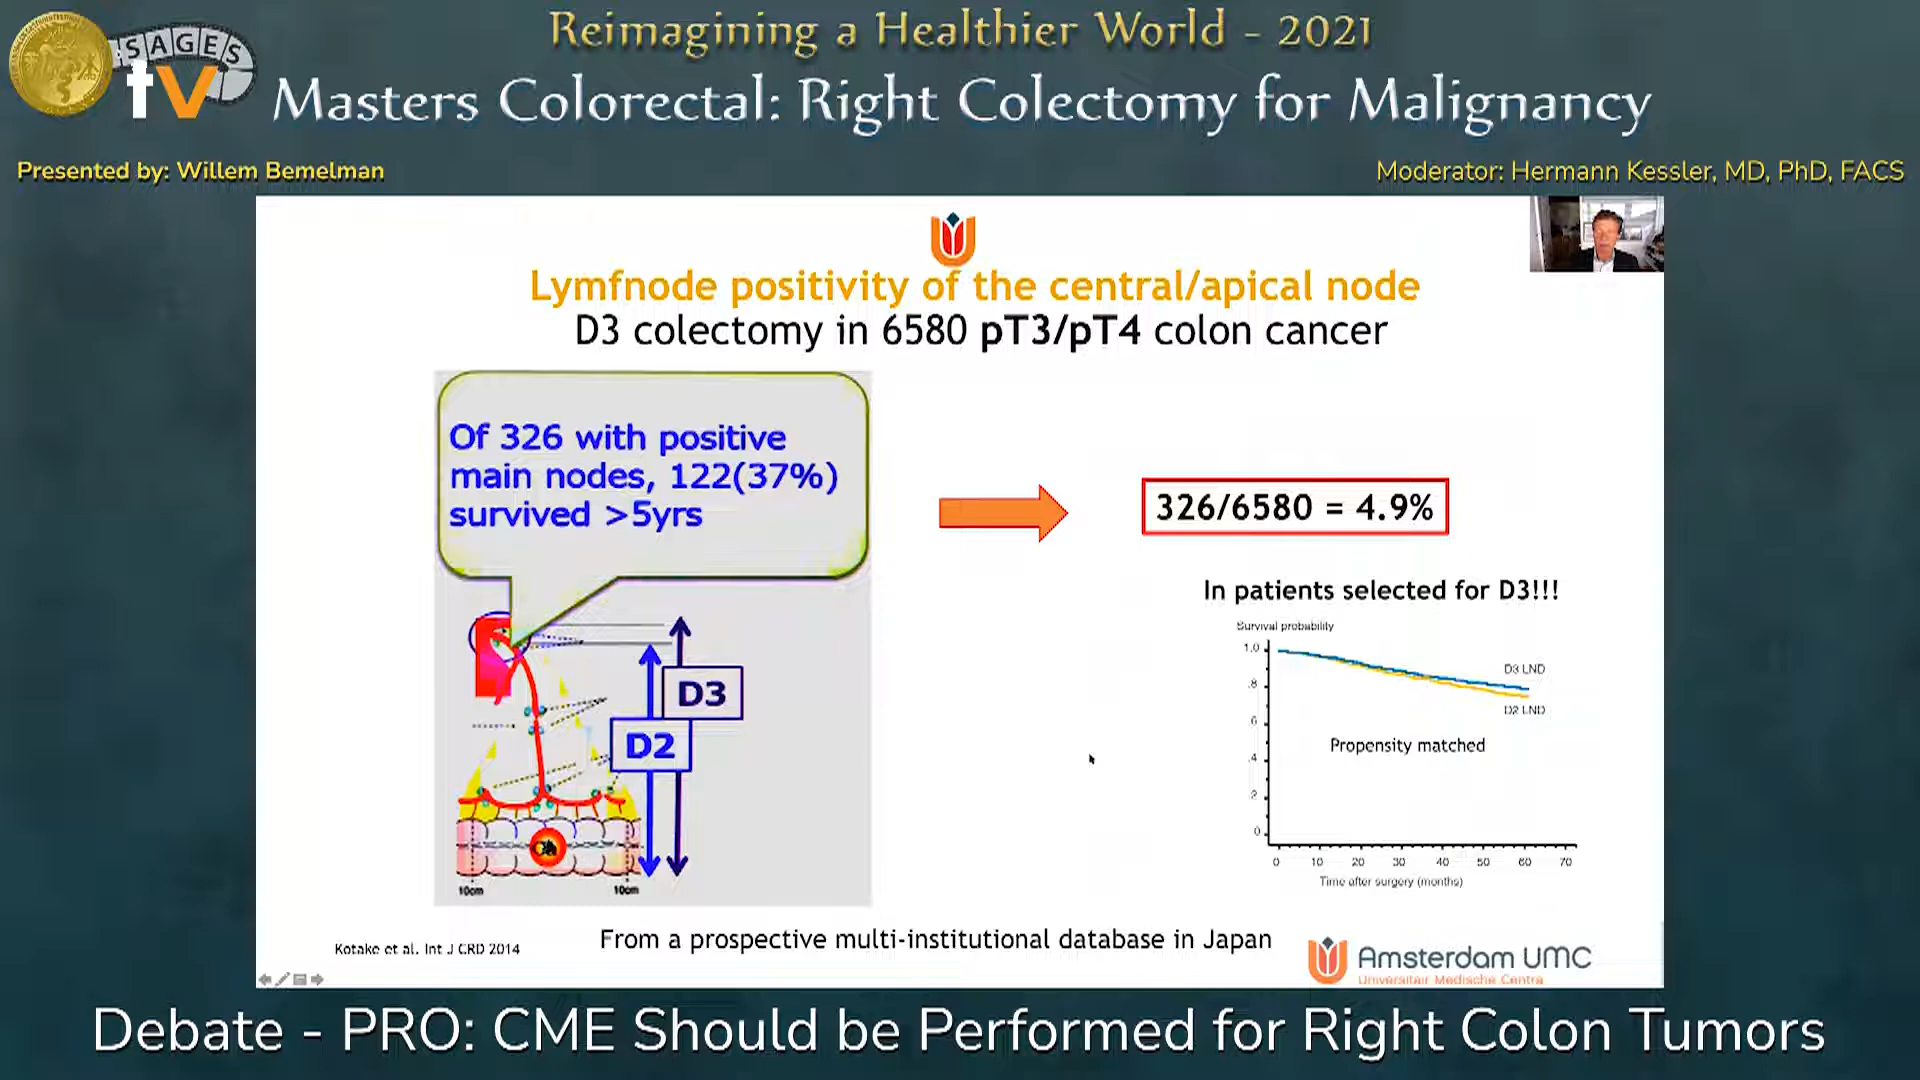 Reimagining a Healthier World - 2021
SAGES
tv
Masters Colorectal: Right Colectomy for Malignancy
Presented by: Willem Bemelman
Moderator: Hermann Kessler, MD, PhD, FACS
Lymfnode positivity of the central/apical node
D3 colectomy in 6580 pT3/pT4 colon cancer
Of 326 with positive
main nodes, 122(37%)
survived >5yrs
326/6580 = 4.9%
In patients selected for D3!!!
D3
D2
10cm
10cm
Survival probability
1.0
.8
.6
.4
.2
0
D3 LND
D2 LND
Propensity matched
0 10 20 30 40 50 60 70
Time after surgery (months)
Kotake et al. Int J CRD 2014
From a prospective multi-institutional database in Japan
Amsterdam UMC
Universitair Medische Centra
Debate - PRO: CME Should be Performed for Right Colon Tumors